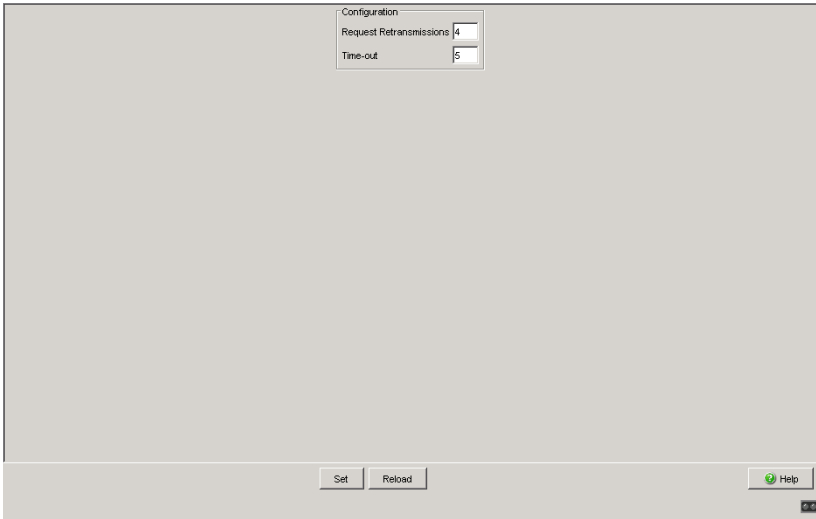 Configuration
Request Retransmissions 4
Time-out 5
Set Reload Help